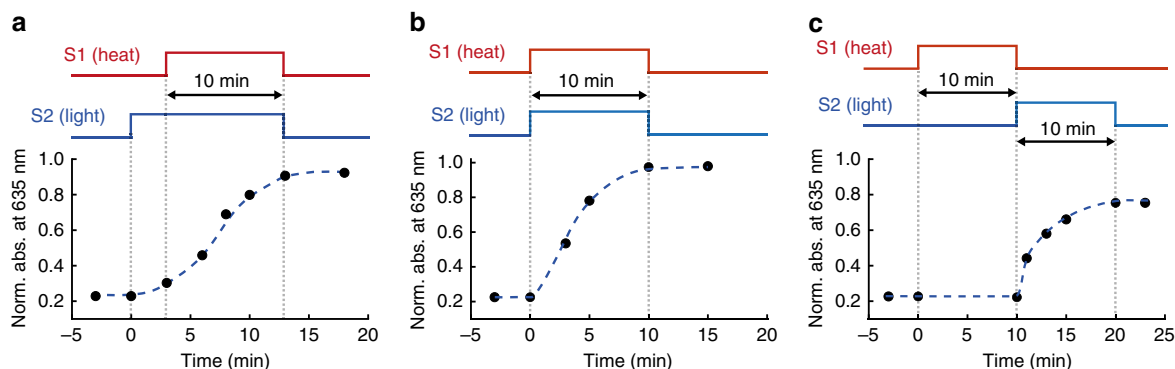 a
S1 (heat)
10 min
S2 (light)
Norm. abs. at 635 nm
1.0
0.8
0.6
0.4
0.2
–5 0 5 10 15 20
Time (min)
b
S1 (heat)
10 min
S2 (light)
Norm. abs. at 635 nm
1.0
0.8
0.6
0.4
0.2
–5 0 5 10 15 20
Time (min)
c
S1 (heat)
10 min
S2 (light)
10 min
Norm. abs. at 635 nm
1.0
0.8
0.6
0.4
0.2
–5 0 5 10 15 20 25
Time (min)